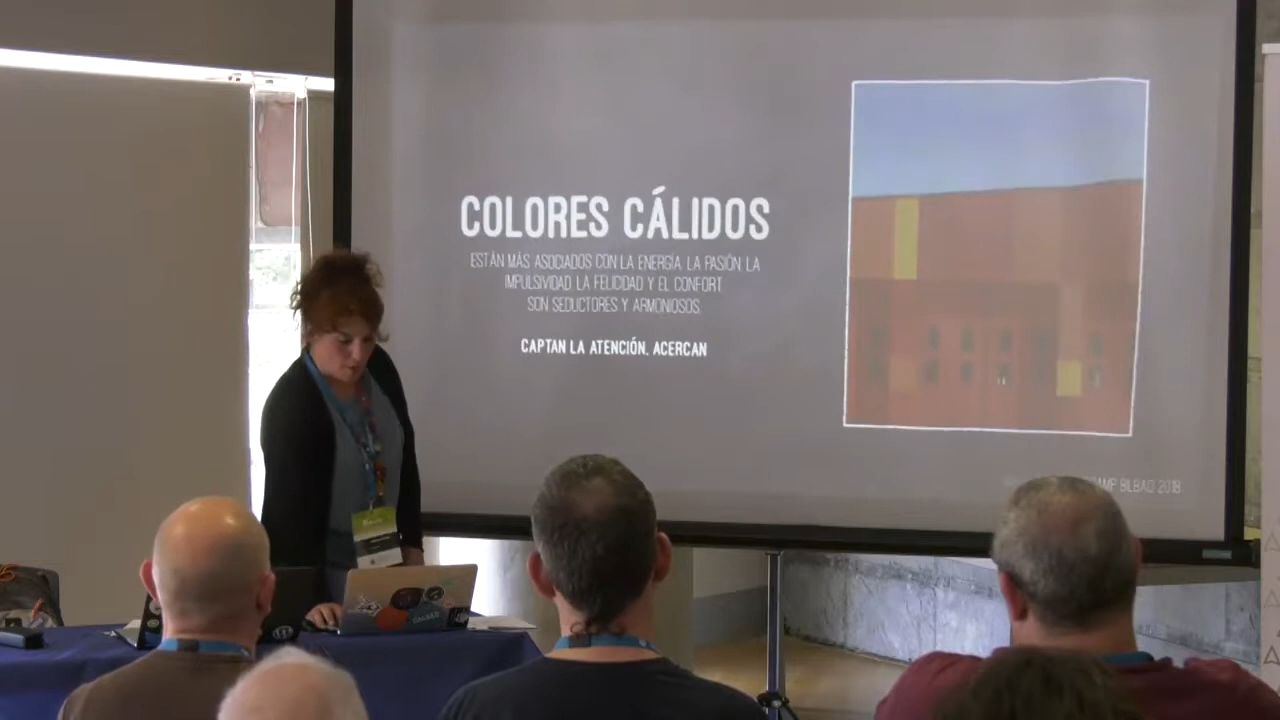 COLORES CÁLIDOS
ESTÁN MÁS ASOCIADOS CON LA ENERGÍA, LA PASIÓN, LA
IMPULSIVIDAD LA FELICIDAD Y EL CONFORT
SON SEDUCTORES Y ARMONIOSOS.
CAPTAN LA ATENCIÓN, ACERCAN
BILBAO 2018